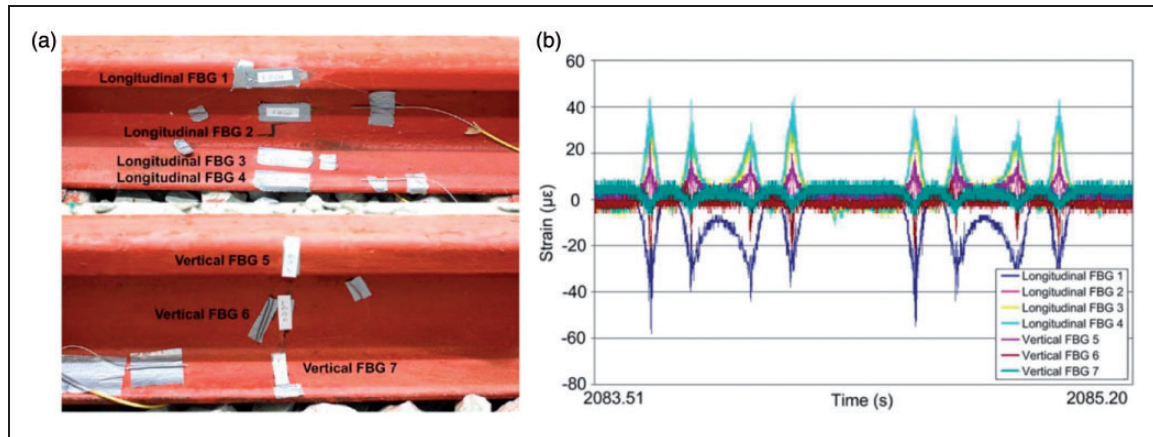 (a)
Longitudinal FBG 1
Longitudinal FBG 2
Longitudinal FBG 3
Longitudinal FBG 4
Vertical FBG 5
Vertical FBG 6
Vertical FBG 7
(b)
60
40
20
0
-20
-40
-60
-80
Strain (με)
2083.51
Time (s)
2085.20
Longitudinal FBG 1
Longitudinal FBG 2
Longitudinal FBG 3
Longitudinal FBG 4
Vertical FBG 5
Vertical FBG 6
Vertical FBG 7